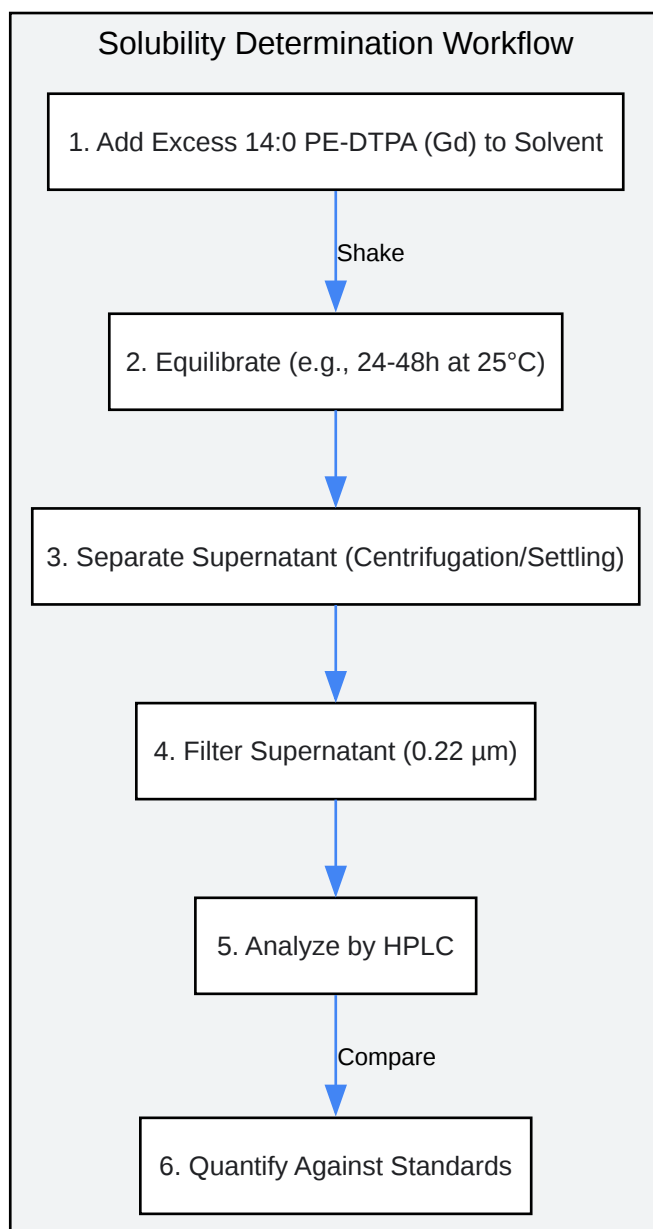 Solubility Determination Workflow
1. Add Excess 14:0 PE-DTPA (Gd) to Solvent
Shake
2. Equilibrate (e.g., 24-48h at 25°C)
3. Separate Supernatant (Centrifugation/Settling)
4. Filter Supernatant (0.22 µm)
5. Analyze by HPLC
Compare
6. Quantify Against Standards